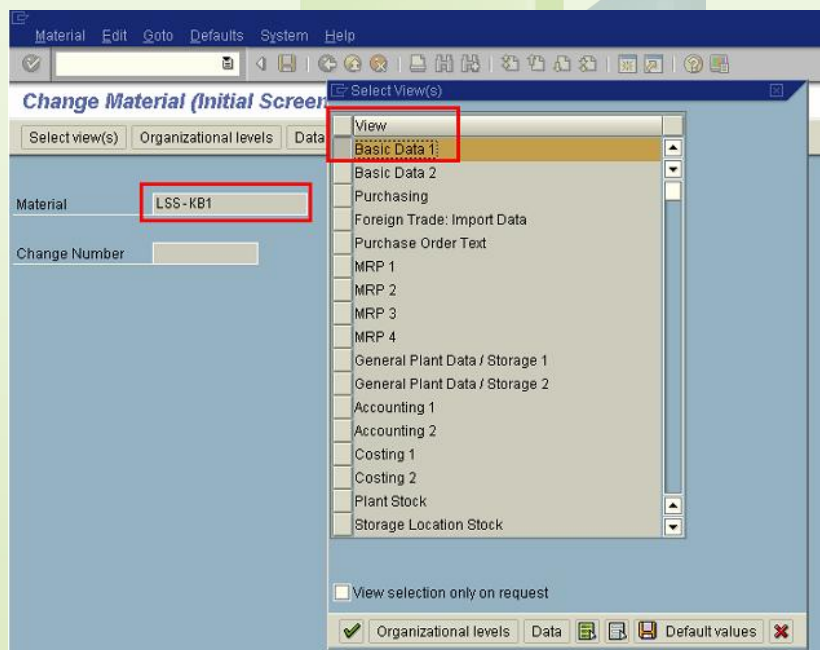 Material Edit Goto Defaults System Help
Change Material (Initial Screen
Select view(s) Organizational levels Data
Material LSS-KB1
Change Number
Select View(s)
View
Basic Data 1
Basic Data 2
Purchasing
Foreign Trade: Import Data
Purchase Order Text
MRP 1
MRP 2
MRP 3
MRP 4
General Plant Data / Storage 1
General Plant Data / Storage 2
Accounting 1
Accounting 2
Costing 1
Costing 2
Plant Stock
Storage Location Stock
View selection only on request
Organizational levels Data Default values